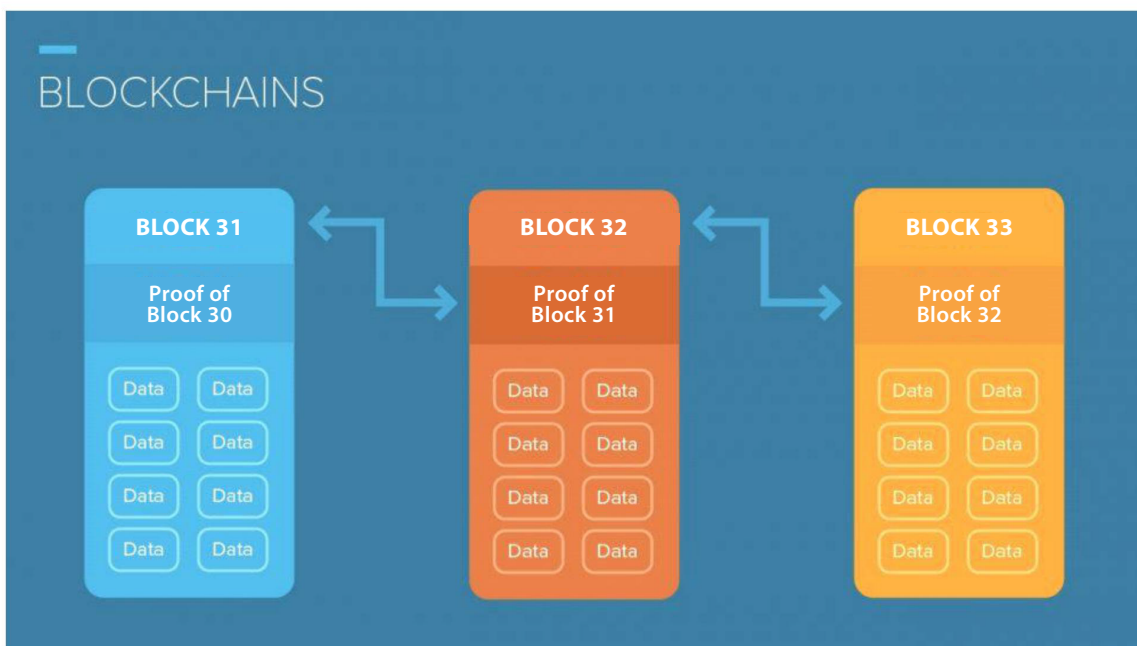 BLOCKCHAINS
BLOCK 31
Proof of
Block 30
Data Data
Data Data
Data Data
Data Data
BLOCK 32
Proof of
Block 31
Data Data
Data Data
Data Data
Data Data
BLOCK 33
Proof of
Block 32
Data Data
Data Data
Data Data
Data Data